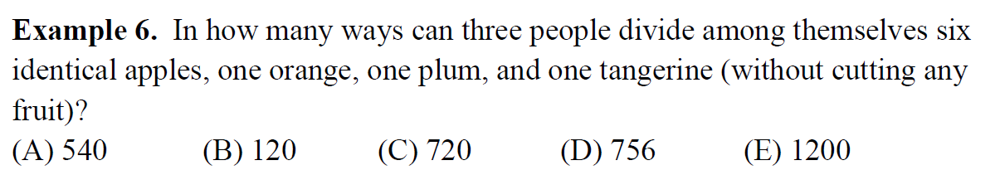 Example 6. In how many ways can three people divide among themselves six
identical apples, one orange, one plum, and one tangerine (without cutting any
fruit)?
(A) 540 (B) 120 (C) 720 (D) 756 (E) 1200